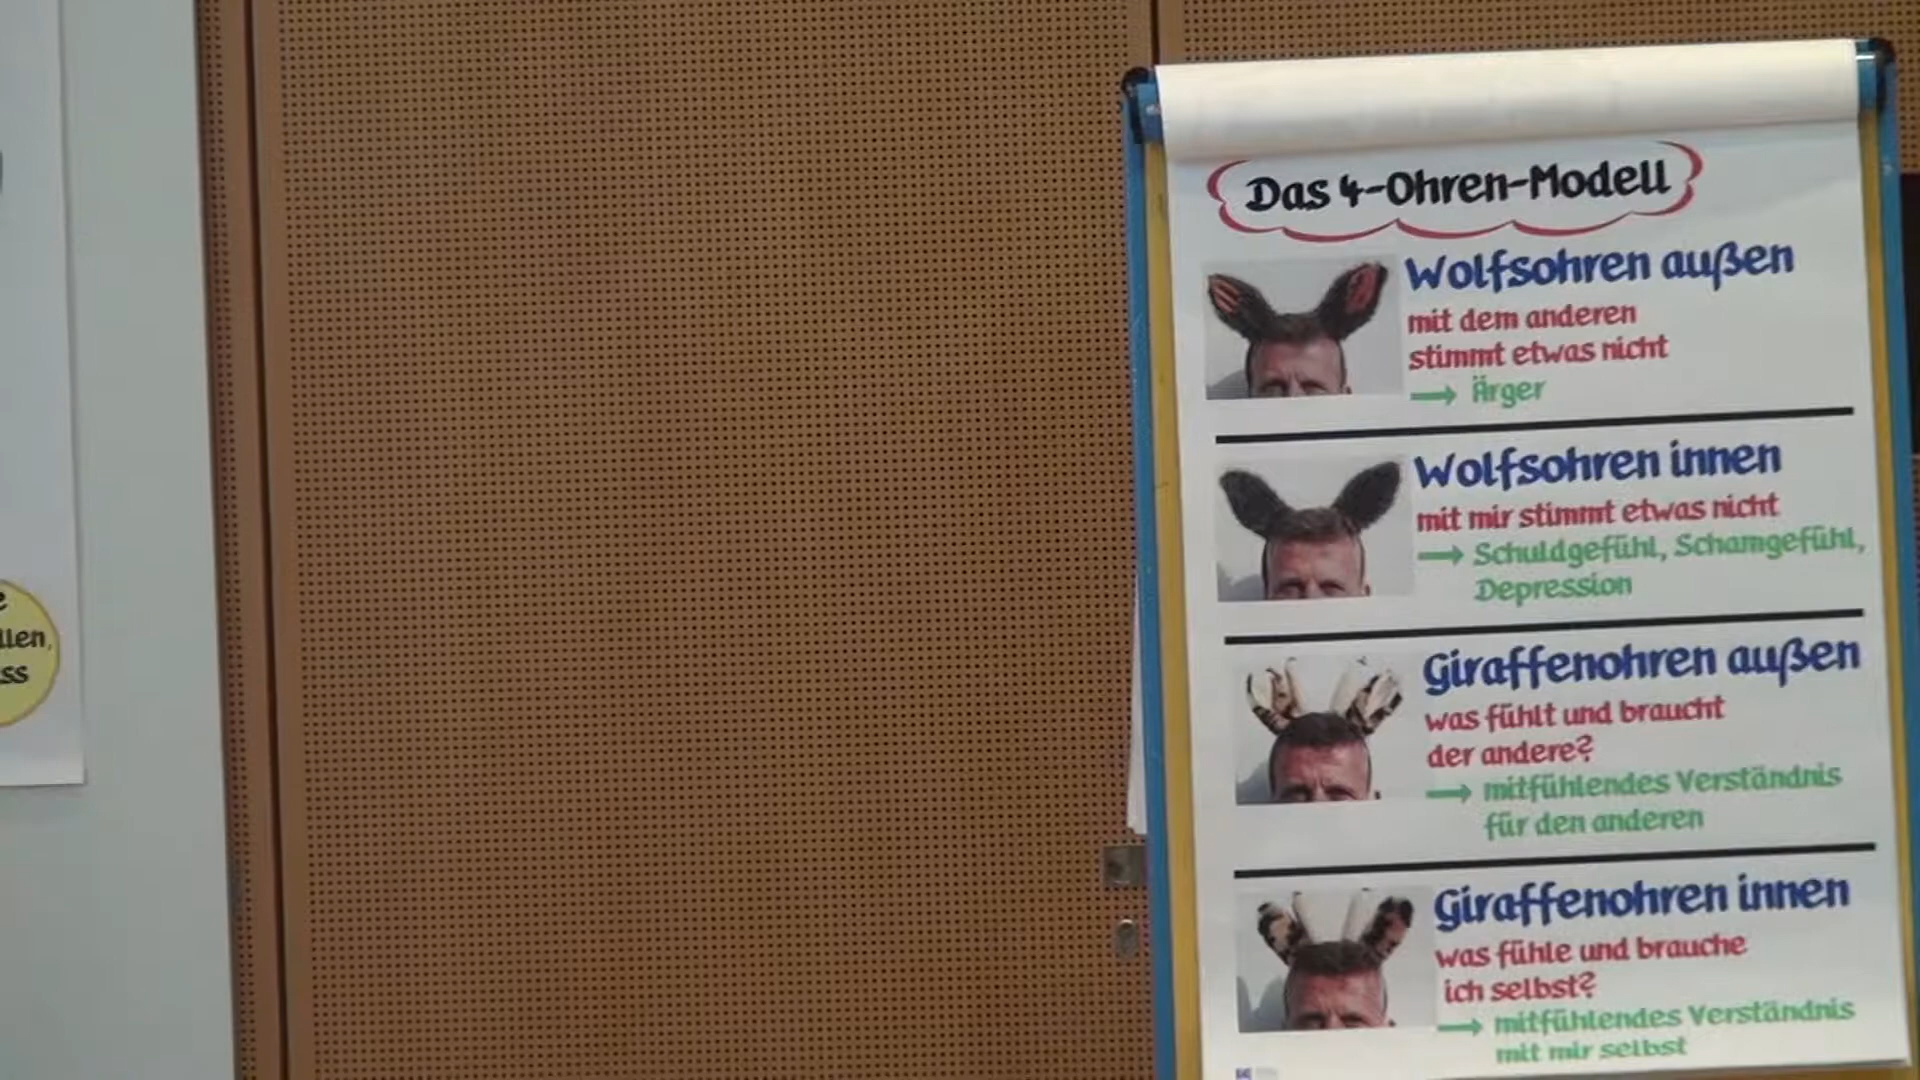 llen,
ss
Das 4-Ohren-Modell
Wolfsohren außen
mit dem anderen
stimmt etwas nicht
→ Ärger
Wolfsohren innen
mit mir stimmt etwas nicht
→ Schuldgefühl, Schamgefühl,
Depression
Giraffenohren außen
was fühlt und braucht
der andere?
→ mitfühlendes Verständnis
für den anderen
Giraffenohren innen
was fühle und brauche
ich selbst?
→ mitfühlendes Verständnis
mit mir selbst